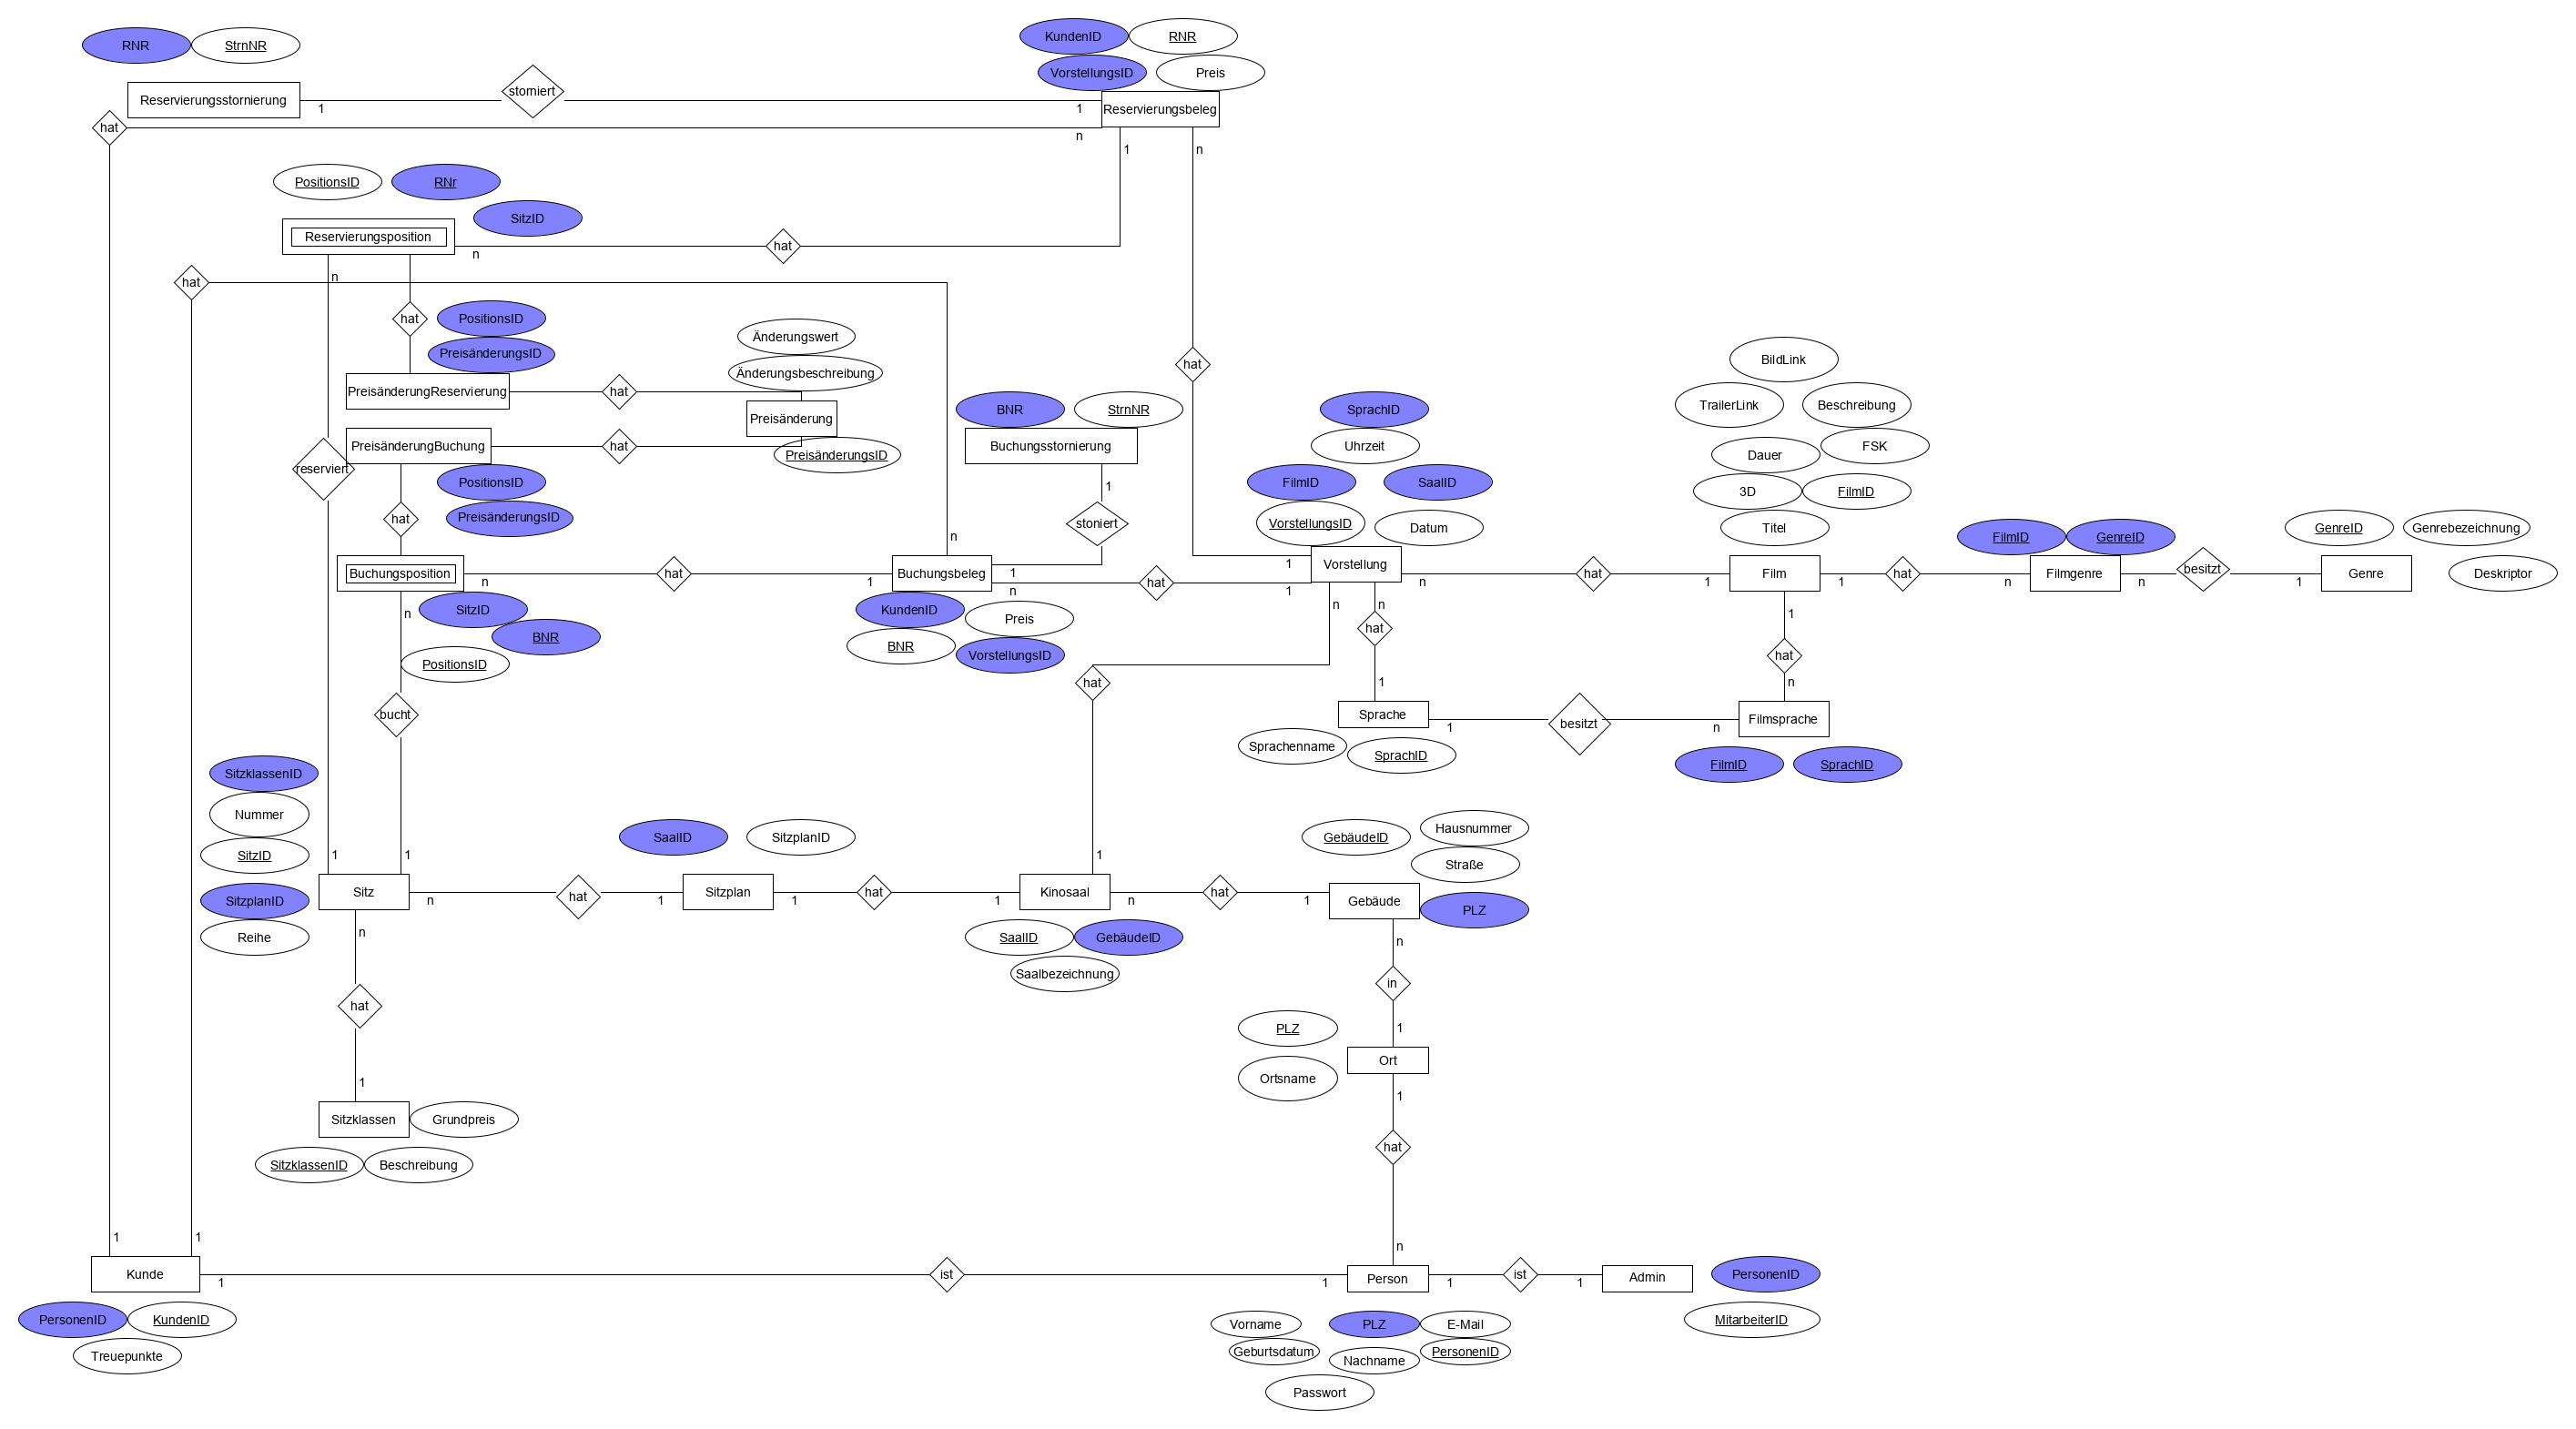 KundenID
RNR
RNR
StrnNR
VorstellungsID
Preis
Reservierungsstornierung
storniert
Reservierungsbeleg
1
1
hat
n
1
n
PositionsID
RNr
SitzID
Reservierungsposition
hat
n
n
hat
hat
PositionsID
Änderungswert
PreisänderungsID
BildLink
hat
Änderungsbeschreibung
PreisänderungReservierung
hat
TrailerLink
Beschreibung
BNR
StrnNR
SprachID
Preisänderung
PreisänderungBuchung
hat
Buchungsstornierung
Uhrzeit
FSK
PreisänderungsID
Dauer
reserviert
PositionsID
1
FilmID
SaalID
3D
FilmID
hat
PreisänderungsID
stoniert
VorstellungsID
Datum
Titel
GenreID
Genrebezeichnung
n
FilmID
GenreID
Buchungsposition
n
hat
1
Buchungsbeleg
1
n
hat
1
1
Vorstellung
n
hat
1
Film
1
hat
n
Filmgenre
n
besitzt
1
Genre
Deskriptor
n
SitzID
KundenID
Preis
n
n
1
BNR
hat
BNR
VorstellungsID
hat
PositionsID
hat
1
n
bucht
Sprache
1
besitzt
n
Filmsprache
Sprachenname
SprachID
FilmID
SprachID
SitzklassenID
Nummer
SitzID
1
1
SaalID
SitzplanID
1
GebäudeID
Hausnummer
Straße
Sitz
n
hat
1
Sitzplan
1
hat
1
Kinosaal
n
hat
1
Gebäude
PLZ
SitzplanID
Reihe
n
SaalID
GebäudeID
n
Saalbezeichnung
in
hat
PLZ
1
Ort
Ortsname
1
1
Sitzklassen
Grundpreis
hat
SitzklassenID
Beschreibung
1
1
n
Kunde
1
ist
1
Person
1
ist
1
Admin
PersonenID
PersonenID
KundenID
Vorname
PLZ
E-Mail
MitarbeiterID
Treuepunkte
Geburtsdatum
Nachname
PersonenID
Passwort